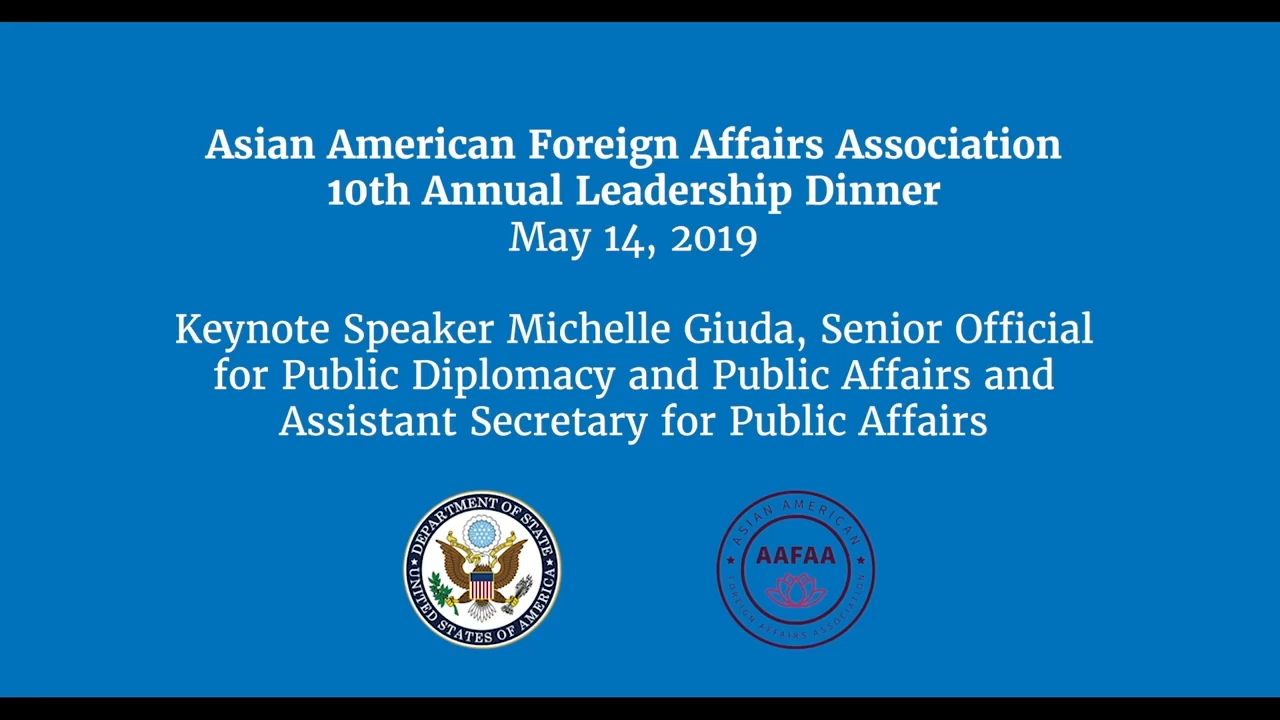 Asian American Foreign Affairs Association
10th Annual Leadership Dinner
May 14, 2019
Keynote Speaker Michelle Giuda, Senior Official
for Public Diplomacy and Public Affairs and
Assistant Secretary for Public Affairs
DEPARTMENT OF STATE
UNITED STATES OF AMERICA
ASIAN AMERICAN
AAFAA
FOREIGN AFFAIRS ASSOCIATION